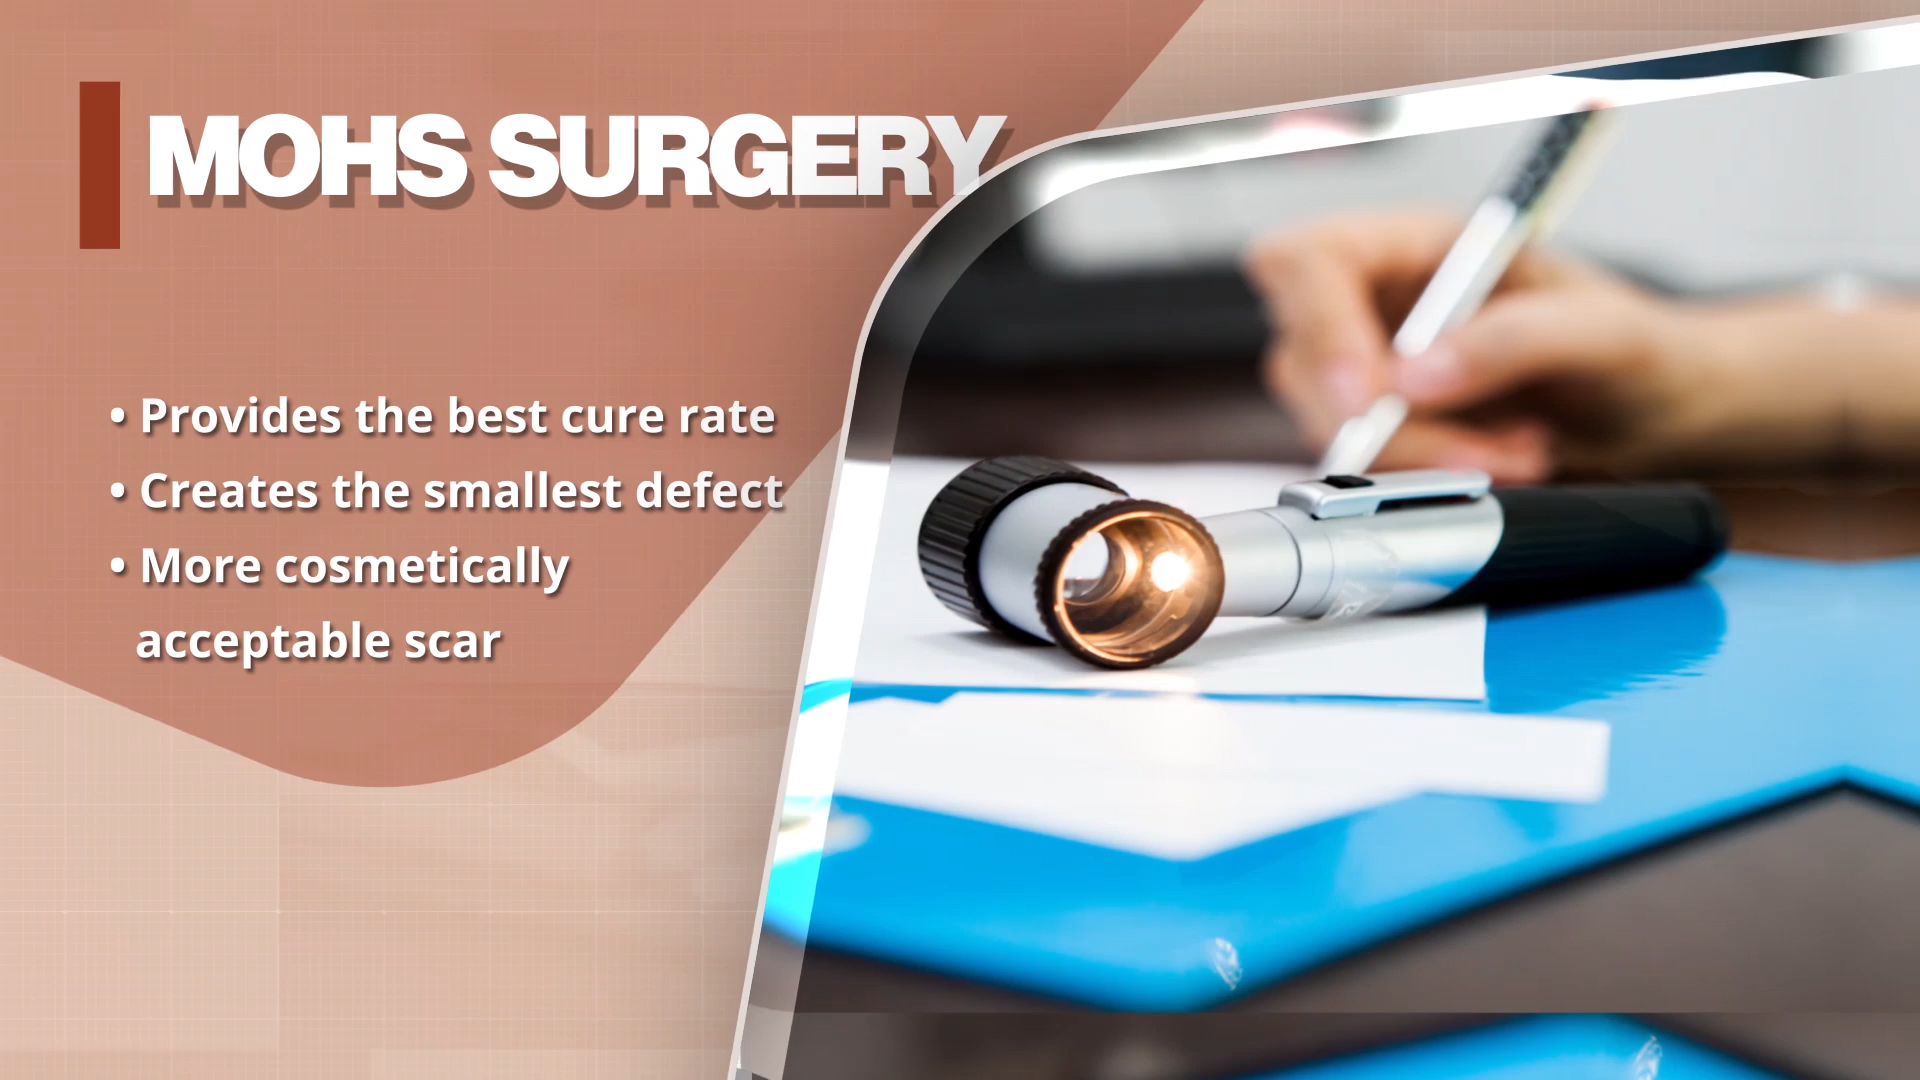 MOHS SURGERY
• Provides the best cure rate
• Creates the smallest defect
• More cosmetically
acceptable scar